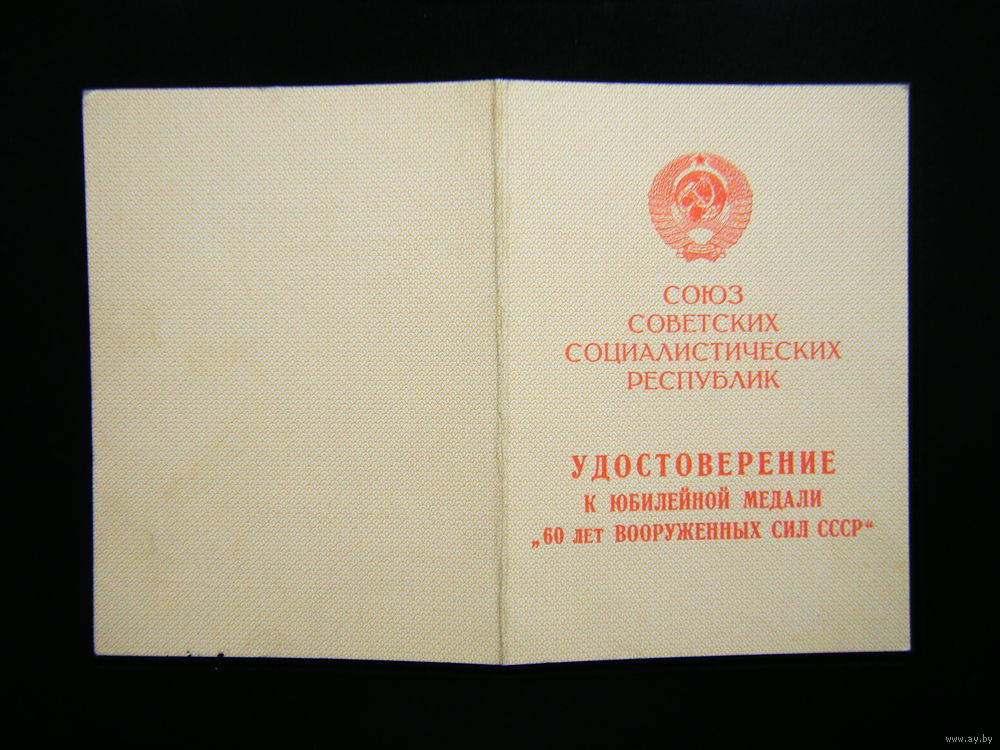 СОЮЗ
СОВЕТСКИХ
СОЦИАЛИСТИЧЕСКИХ
РЕСПУБЛИК
УДОСТОВЕРЕНИЕ
К ЮБИЛЕЙНОЙ МЕДАЛИ
„60 ЛЕТ ВООРУЖЕННЫХ СИЛ СССР“
www.ay.by